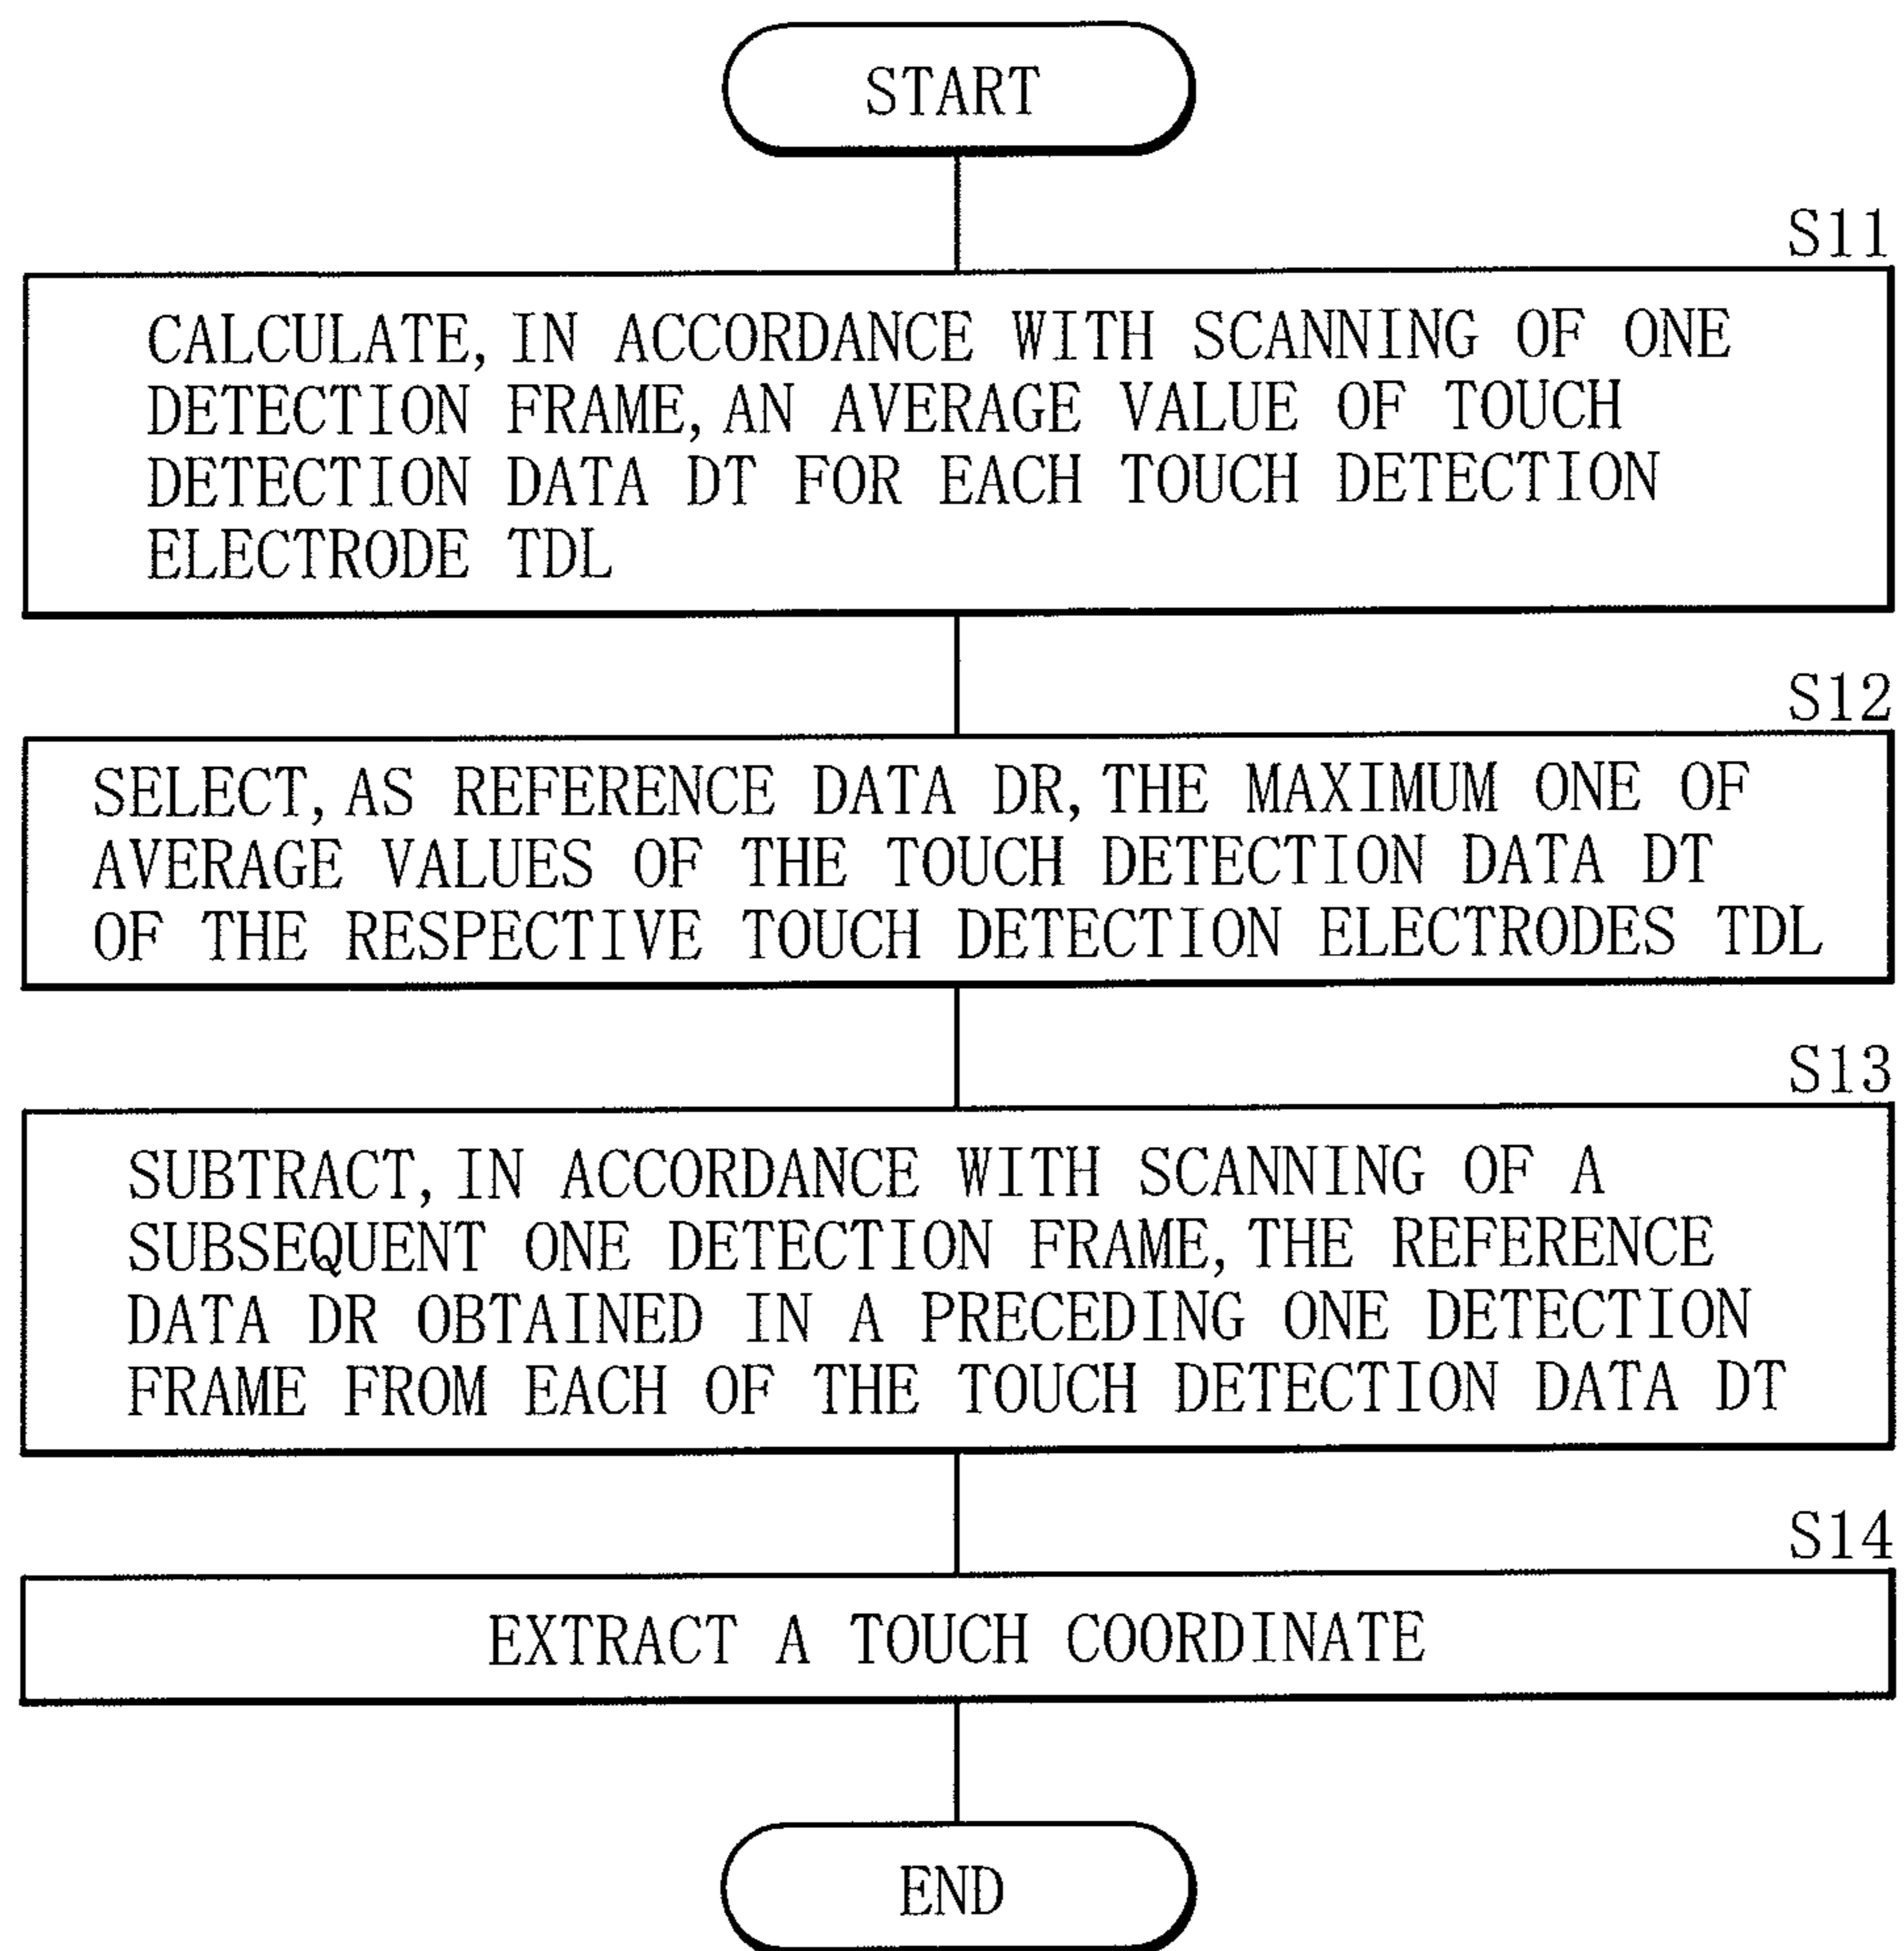 START
S11
CALCULATE, IN ACCORDANCE WITH SCANNING OF ONE
DETECTION FRAME, AN AVERAGE VALUE OF TOUCH
DETECTION DATA DT FOR EACH TOUCH DETECTION
ELECTRODE TDL
S12
SELECT, AS REFERENCE DATA DR, THE MAXIMUM ONE OF
AVERAGE VALUES OF THE TOUCH DETECTION DATA DT
OF THE RESPECTIVE TOUCH DETECTION ELECTRODES TDL
S13
SUBTRACT, IN ACCORDANCE WITH SCANNING OF A
SUBSEQUENT ONE DETECTION FRAME, THE REFERENCE
DATA DR OBTAINED IN A PRECEDING ONE DETECTION
FRAME FROM EACH OF THE TOUCH DETECTION DATA DT
S14
EXTRACT A TOUCH COORDINATE
END